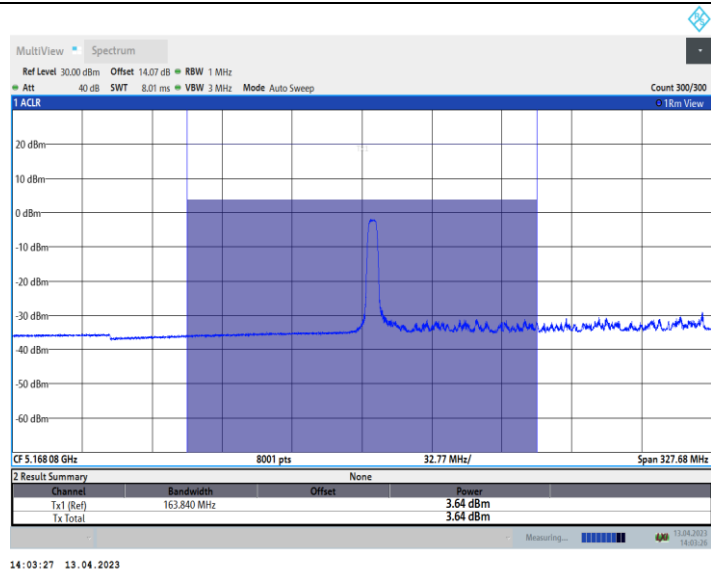 MultiView Spectrum
Ref Level 30.00 dBm Offset 14.07 dB RBW 1 MHz
Att 40 dB SWT 8.01 ms VBW 3 MHz Mode Auto Sweep Count 300/300
1 ACLR 1Rm View
20 dBm
10 dBm
0 dBm
-10 dBm
-20 dBm
-30 dBm
-40 dBm
-50 dBm
-60 dBm
CF 5.168 08 GHz 8001 pts 32.77 MHz/ Span 327.68 MHz
2 Result Summary None
Channel Bandwidth Offset Power
Tx1 (Ref) 163.840 MHz 3.64 dBm
Tx Total 3.64 dBm
Measuring... 13.04.2023
14:03:26
14:03:27 13.04.2023